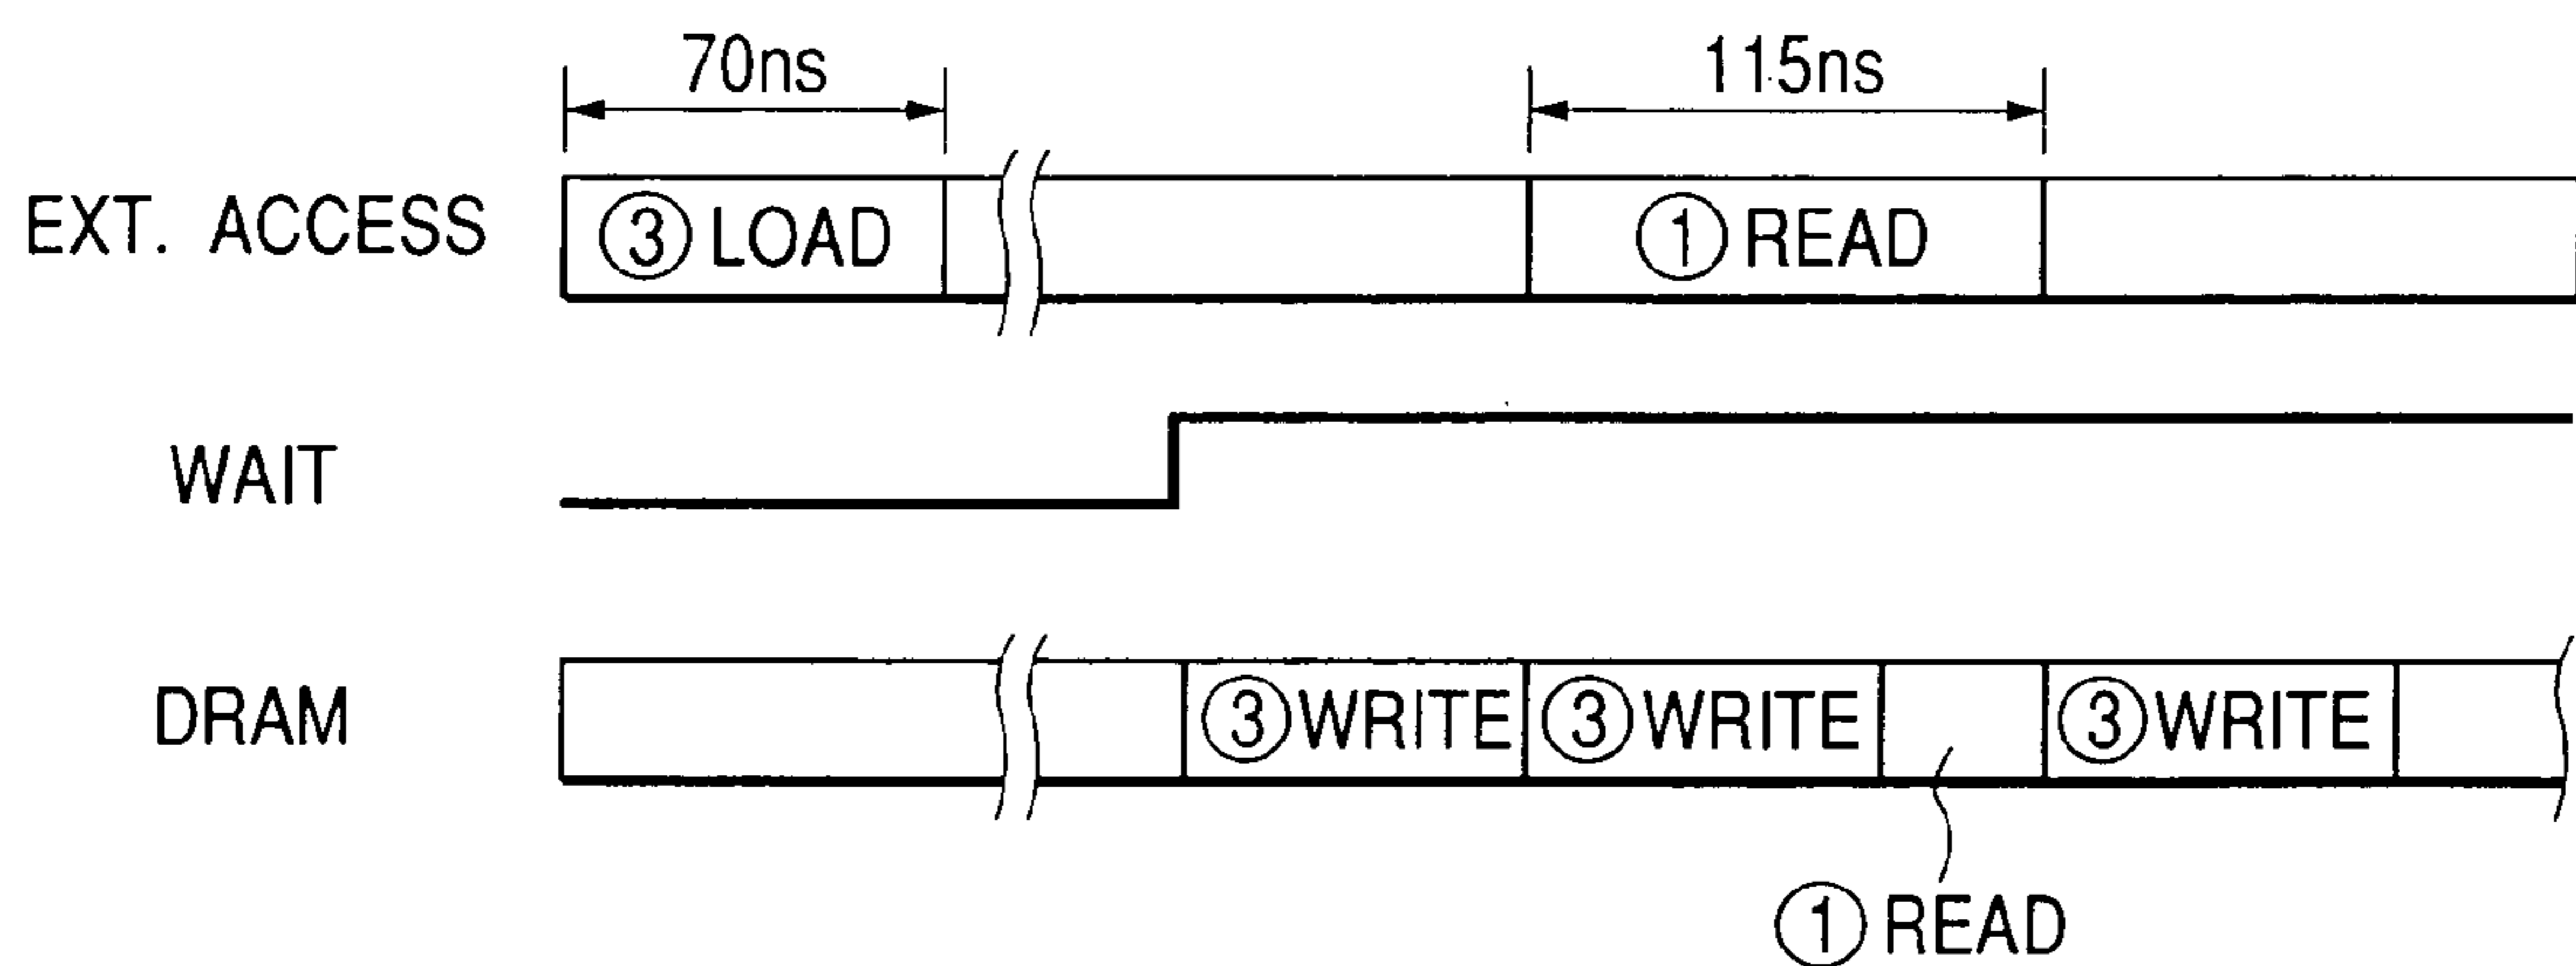 70ns 115ns
EXT. ACCESS ③ LOAD ① READ
WAIT
DRAM ③ WRITE ③ WRITE ③ WRITE
① READ